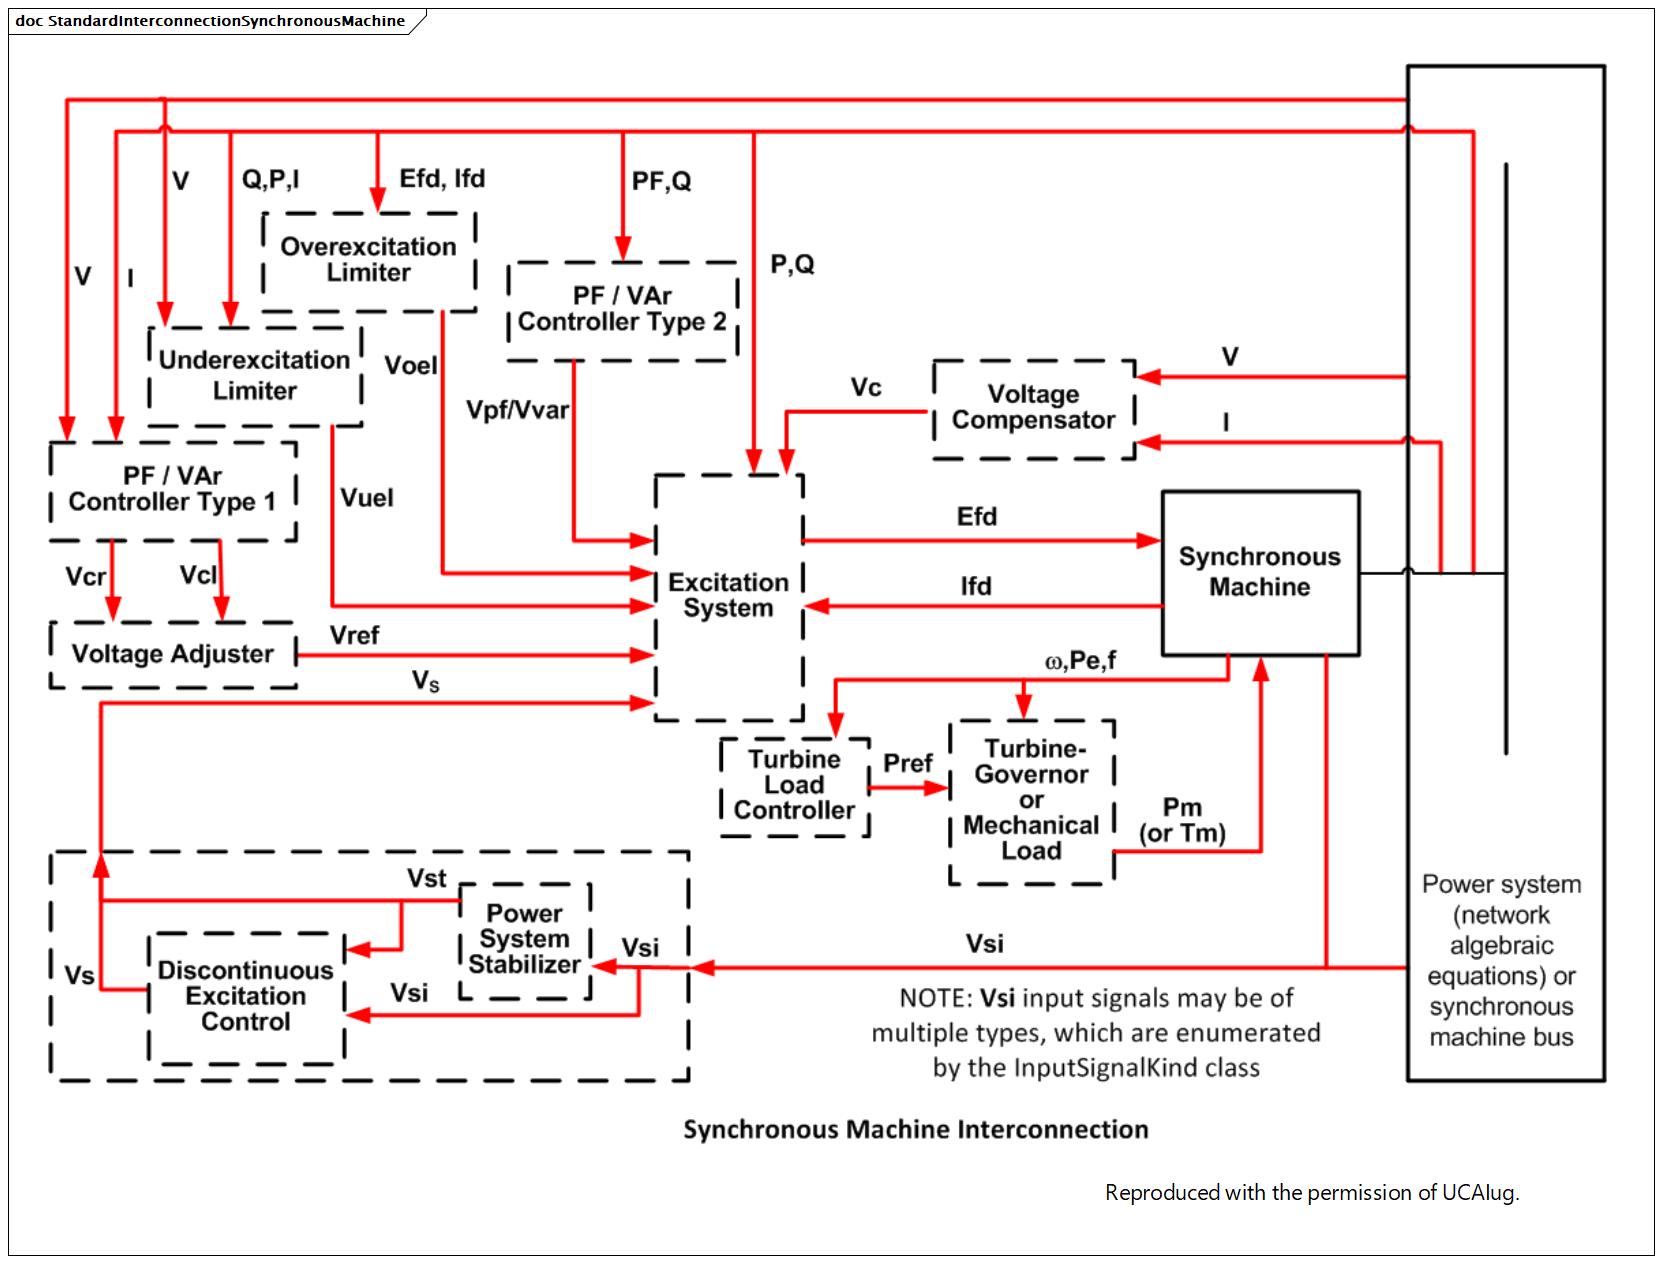 doc StandardInterconnectionSynchronousMachine
V
Q,P,I
Efd, Ifd
PF,Q
V
I
P,Q
Overexcitation
Limiter
PF / VAr
Controller Type 2
Underexcitation
Limiter
Voel
Vpf/Vvar
Vc
Voltage
Compensator
V
I
PF / VAr
Controller Type 1
Vuel
Vcr
Vcl
Voltage Adjuster
Vref
Vs
Excitation
System
Efd
Ifd
Synchronous
Machine
ω,Pe,f
Turbine
Load
Controller
Pref
Turbine-
Governor
or
Mechanical
Load
Pm
(or Tm)
Vst
Power
System
Stabilizer
Vsi
Vsi
Vs
Discontinuous
Excitation
Control
Vsi
Power system
(network
algebraic
equations) or
synchronous
machine bus
NOTE: Vsi input signals may be of
multiple types, which are enumerated
by the InputSignalKind class
Synchronous Machine Interconnection
Reproduced with the permission of UCAIug.